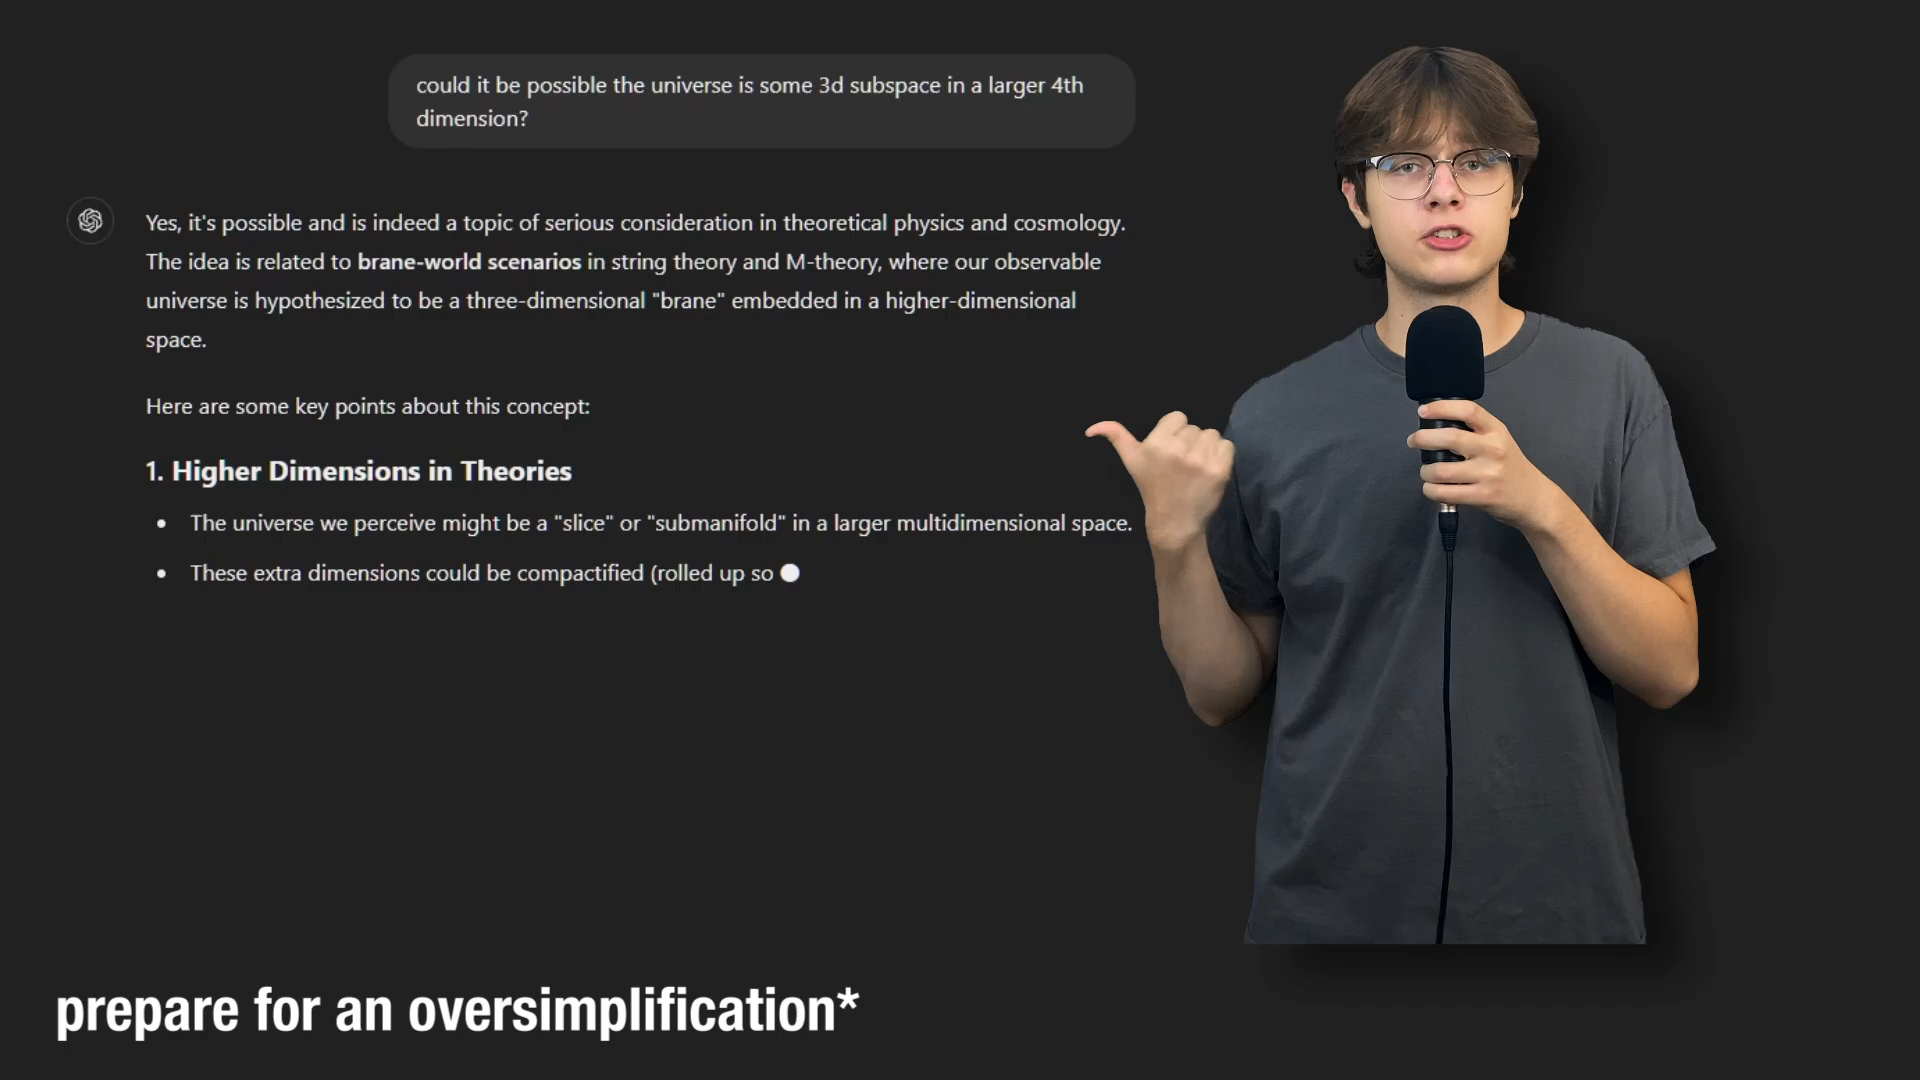 could it be possible the universe is some 3d subspace in a larger 4th
dimension?
Yes, it's possible and is indeed a topic of serious consideration in theoretical physics and cosmology.
The idea is related to brane-world scenarios in string theory and M-theory, where our observable
universe is hypothesized to be a three-dimensional "brane" embedded in a higher-dimensional
space.
Here are some key points about this concept:
1. Higher Dimensions in Theories
• The universe we perceive might be a "slice" or "submanifold" in a larger multidimensional space.
• These extra dimensions could be compactified (rolled up so
prepare for an oversimplification*